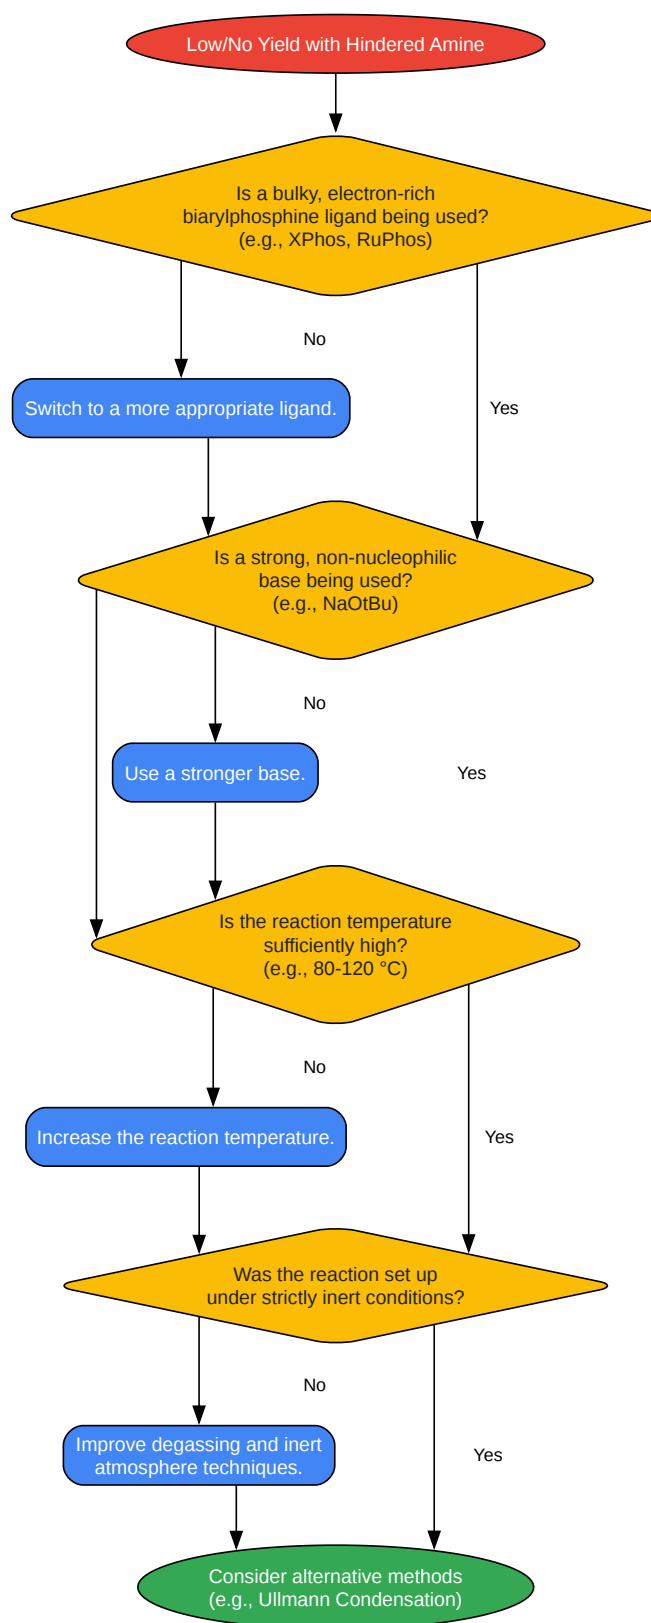 Low/No Yield with Hindered Amine
Is a bulky, electron-rich
biarylphosphine ligand being used?
(e.g., XPhos, RuPhos)
No
Switch to a more appropriate ligand.
Yes
Is a strong, non-nucleophilic
base being used?
(e.g., NaOtBu)
No
Use a stronger base.
Yes
Is the reaction temperature
sufficiently high?
(e.g., 80-120 °C)
No
Increase the reaction temperature.
Yes
Was the reaction set up
under strictly inert conditions?
No
Improve degassing and inert
atmosphere techniques.
Yes
Consider alternative methods
(e.g., Ullmann Condensation)